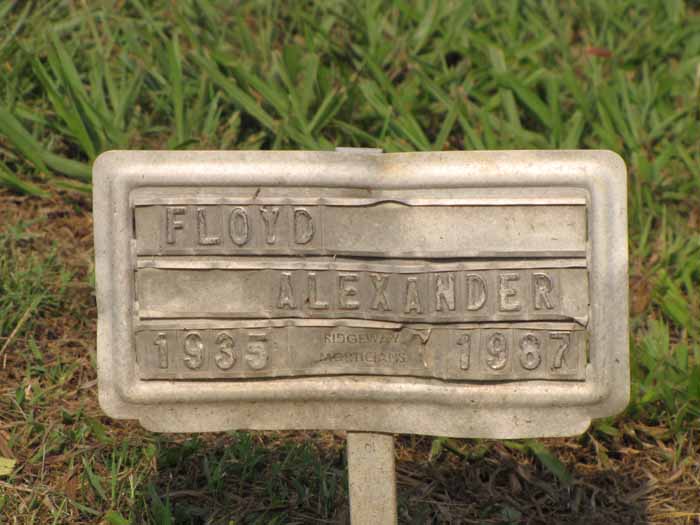 FLOYD
ALEXANDER
1935 RIDGEWAY MORTICIANS 1987